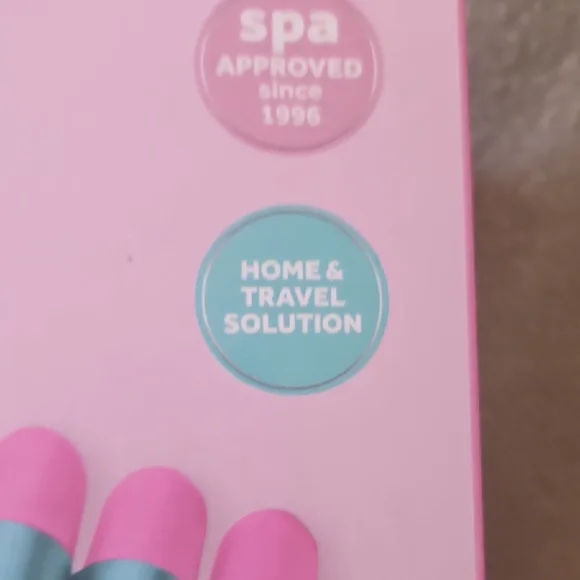 spa
APPROVED
since
1996
HOME &
TRAVEL
SOLUTION